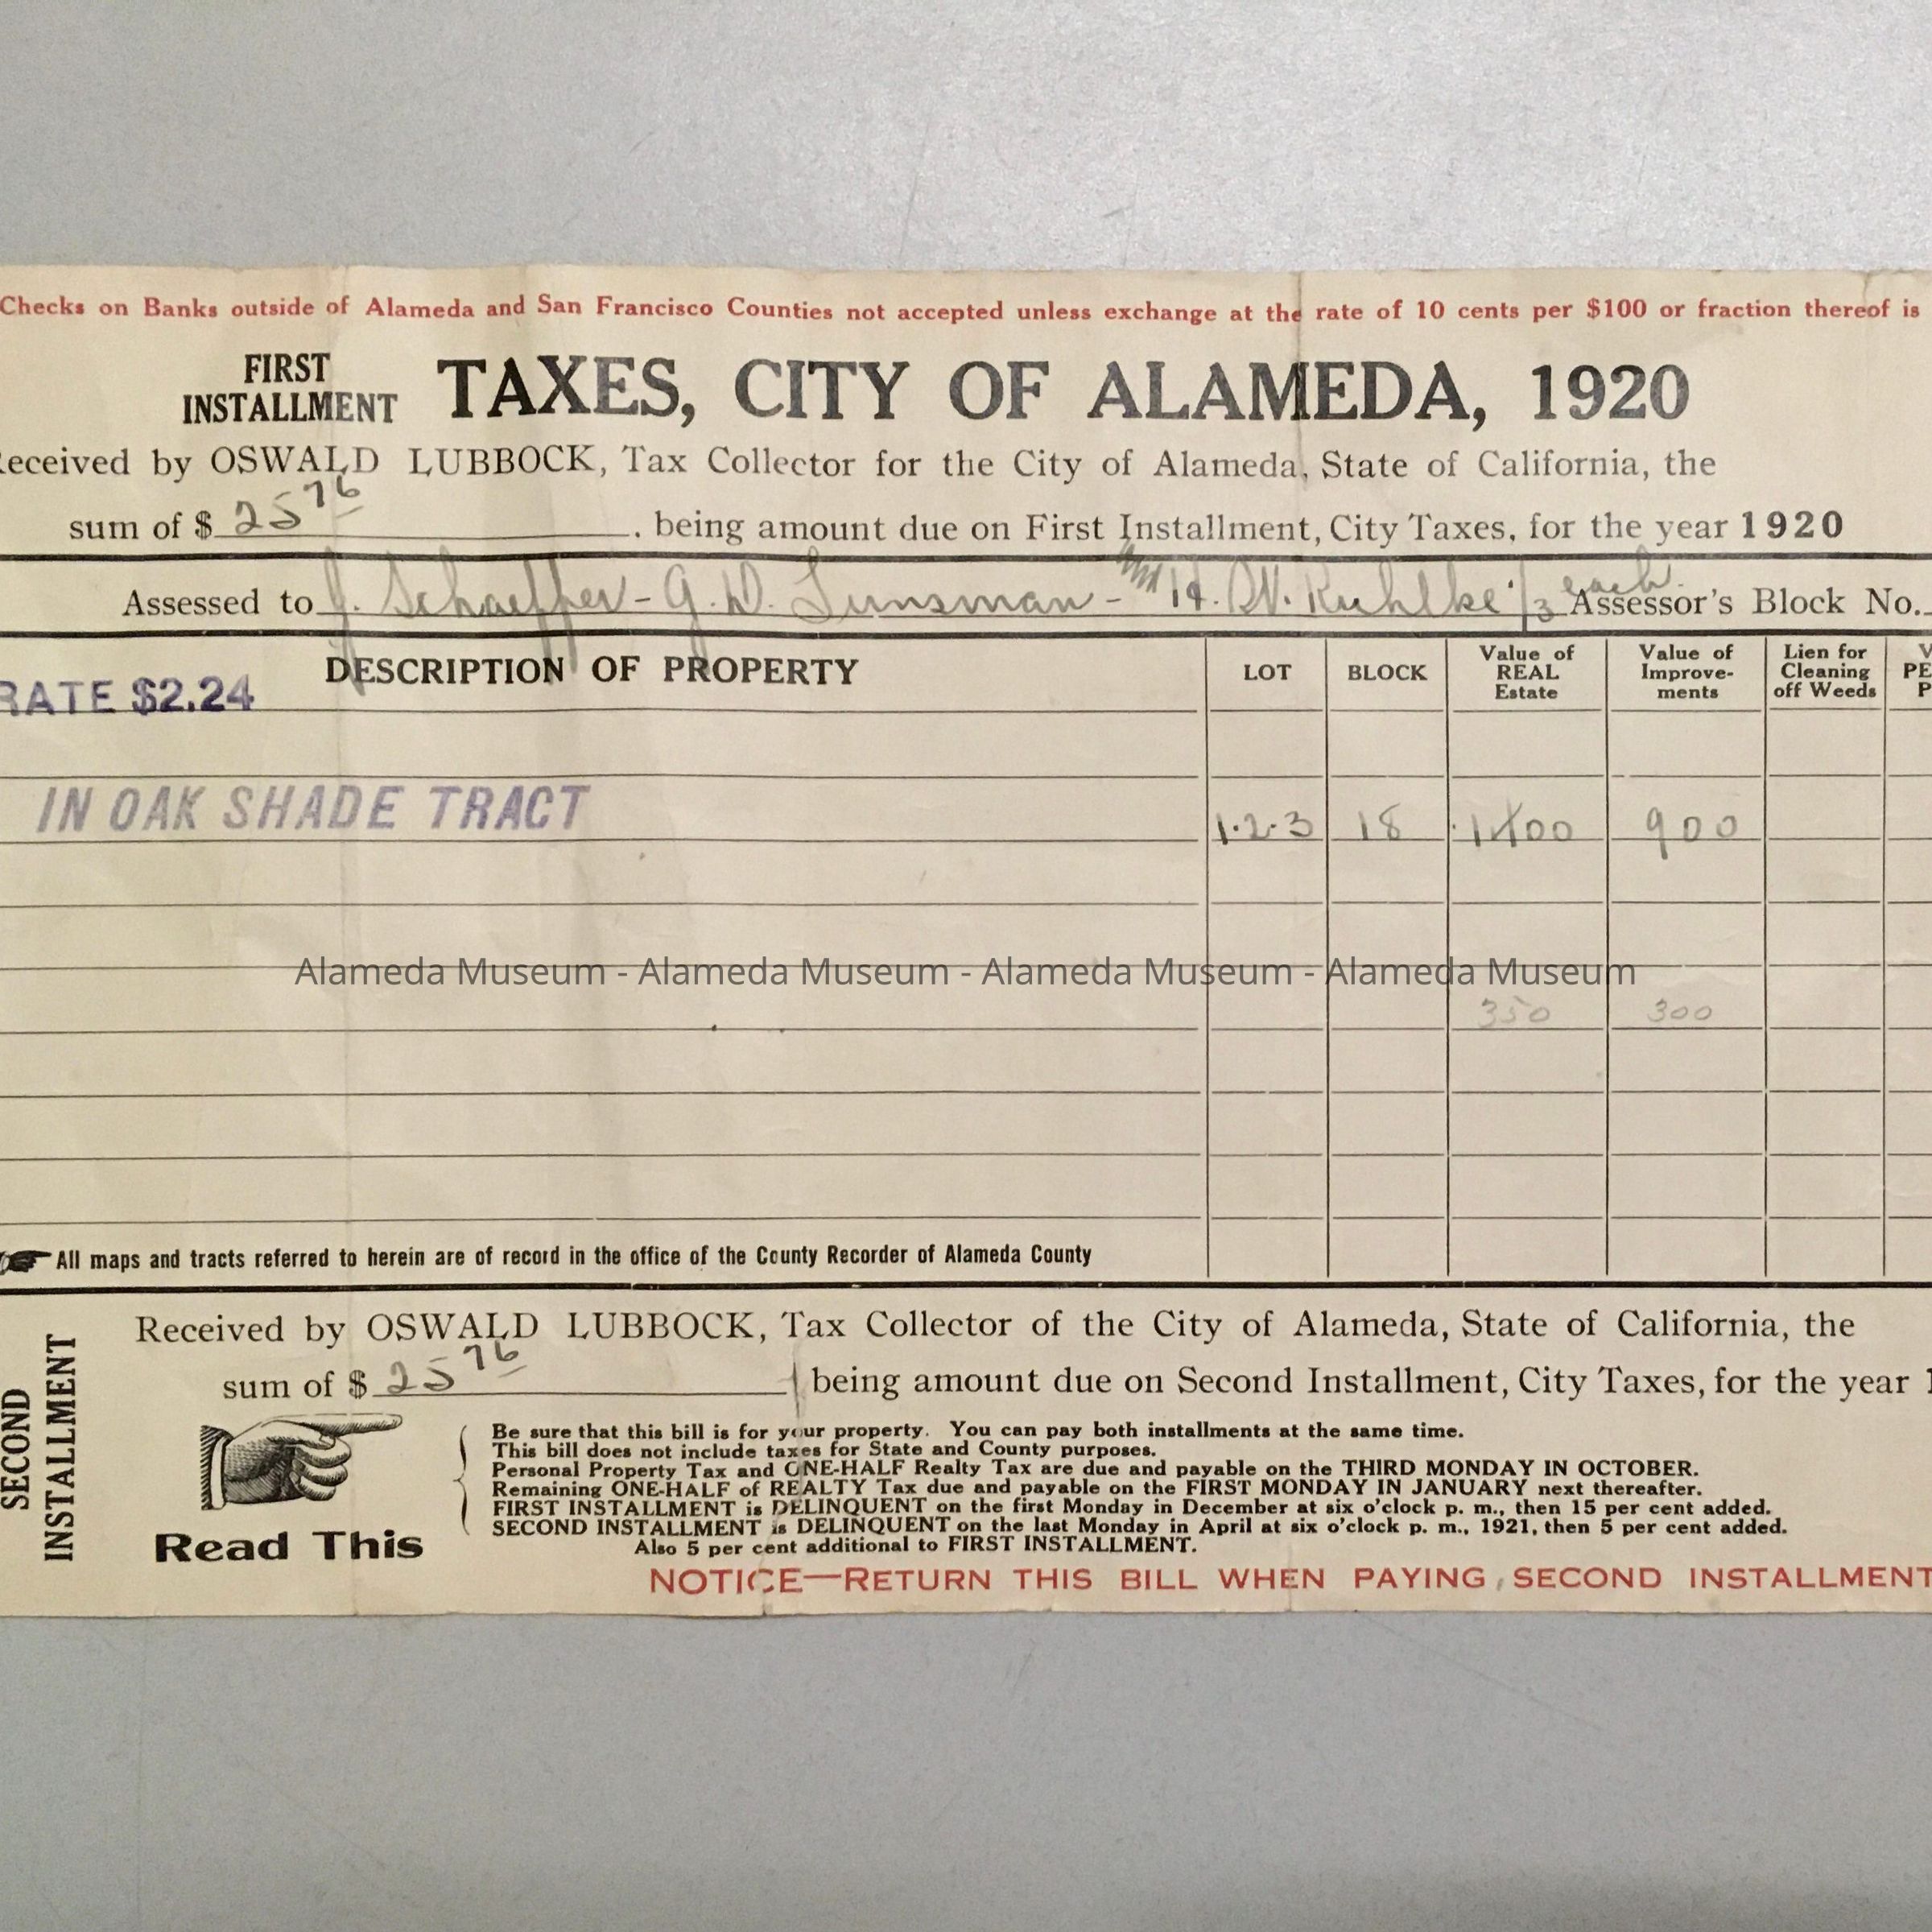 Checks on Banks outside of Alameda and San Francisco Counties not accepted unless exchange at the rate of 10 cents per $100 or fraction thereof is
FIRST INSTALLMENT TAXES, CITY OF ALAMEDA, 1920
Received by OSWALD LUBBOCK, Tax Collector for the City of Alameda, State of California, the
sum of $ 25 76 being amount due on First Installment, City Taxes, for the year 1920
Assessed to J. Schaeffer - G. D. Lunsman - H. W. Kuhlke 1/3 each. Assessor's Block No.
RATE $2.24
DESCRIPTION OF PROPERTY LOT BLOCK Value of REAL Estate Value of Improve-ments Lien for Cleaning off Weeds
IN OAK SHADE TRACT 1·2·3 18 900
Alameda Museum - Alameda Museum - Alameda Museum - Alameda Museum
350 300
All maps and tracts referred to herein are of record in the office of the County Recorder of Alameda County
SECOND INSTALLMENT
Received by OSWALD LUBBOCK, Tax Collector of the City of Alameda, State of California, the
sum of $ 25 76 being amount due on Second Installment, City Taxes, for the year 1
Read This
Be sure that this bill is for your property. You can pay both installments at the same time.
This bill does not include taxes for State and County purposes.
Personal Property Tax and ONE-HALF Realty Tax are due and payable on the THIRD MONDAY IN OCTOBER.
Remaining ONE-HALF of REALTY Tax due and payable on the FIRST MONDAY IN JANUARY next thereafter.
FIRST INSTALLMENT is DELINQUENT on the first Monday in December at six o'clock p. m., then 15 per cent added.
SECOND INSTALLMENT is DELINQUENT on the last Monday in April at six o'clock p. m., 1921, then 5 per cent added.
Also 5 per cent additional to FIRST INSTALLMENT.
NOTICE—RETURN THIS BILL WHEN PAYING SECOND INSTALLMENT